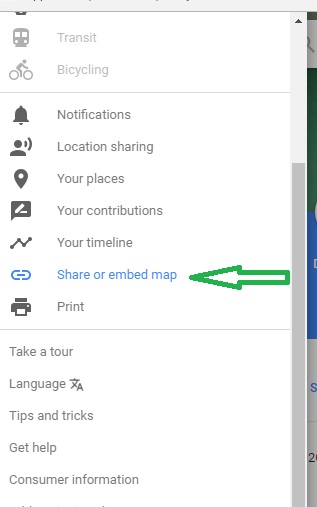 Transit
Bicycling
Notifications
Location sharing
Your places
Your contributions
Your timeline
Share or embed map
Print
Take a tour
Language
Tips and tricks
Get help
Consumer information